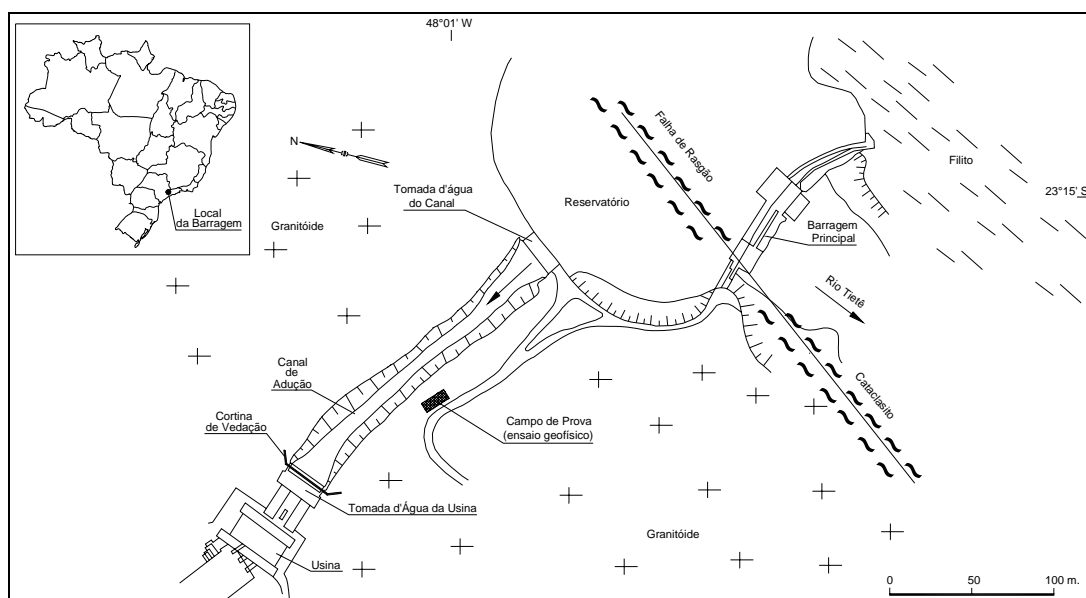 48°01' W
N
Local
da Barragem
Granitóide
Tomada d'água
do Canal
Reservatório
Falha de Rasgão
Filito
23°15' S
Barragem
Principal
Rio Tietê
Canal
de
Adução
Cortina
de Vedação
Campo de Prova
(ensaio geofísico)
Cataclasito
Tomada d'Água da Usina
Granitóide
Usina
0 50 100 m.